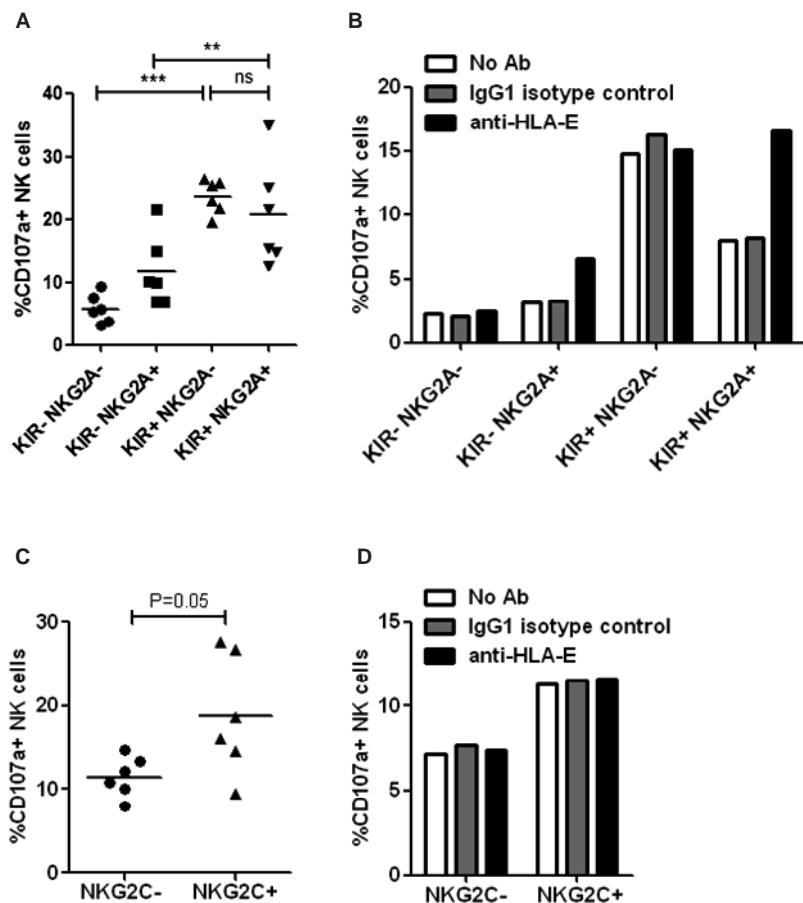 A
**
***
ns
%CD107a+ NK cells
40
30
20
10
0
KIR- NKG2A-
KIR- NKG2A+
KIR+ NKG2A-
KIR+ NKG2A+
B
No Ab
IgG1 isotype control
anti-HLA-E
%CD107a+ NK cells
20
15
10
5
0
KIR- NKG2A-
KIR- NKG2A+
KIR+ NKG2A-
KIR+ NKG2A+
C
P=0.05
%CD107a+ NK cells
30
20
10
0
NKG2C-
NKG2C+
D
No Ab
IgG1 isotype control
anti-HLA-E
%CD107a+ NK cells
15
10
5
0
NKG2C-
NKG2C+